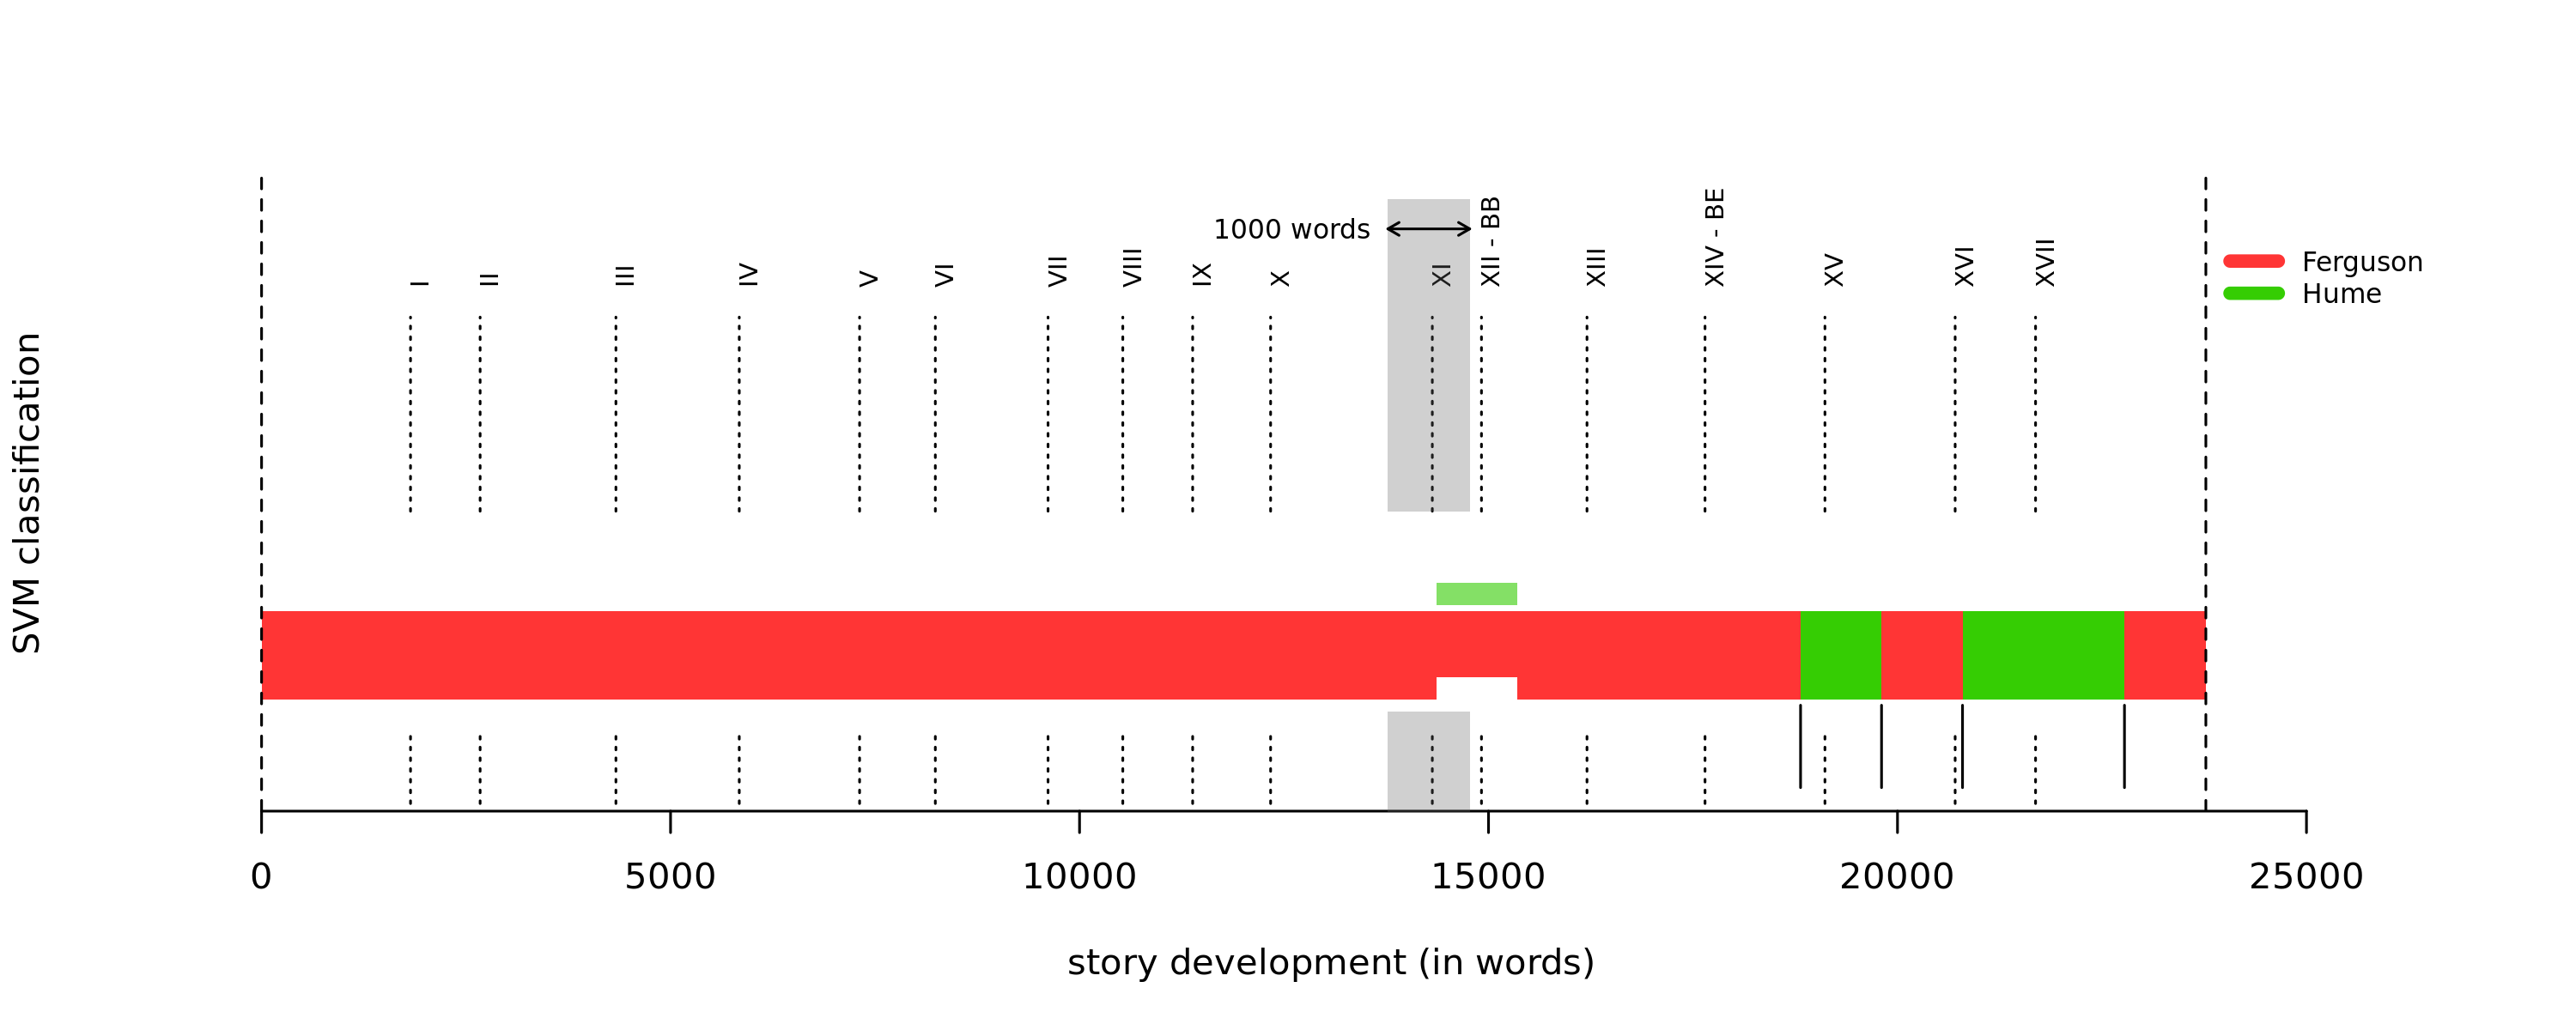 SVM classification
1000 words
I
II
III
IV
V
VI
VII
VIII
IX
X
XI
XII - BB
XIII
XIV - BE
XV
XVI
XVII
Ferguson
Hume
0
5000
10000
15000
20000
25000
story development (in words)